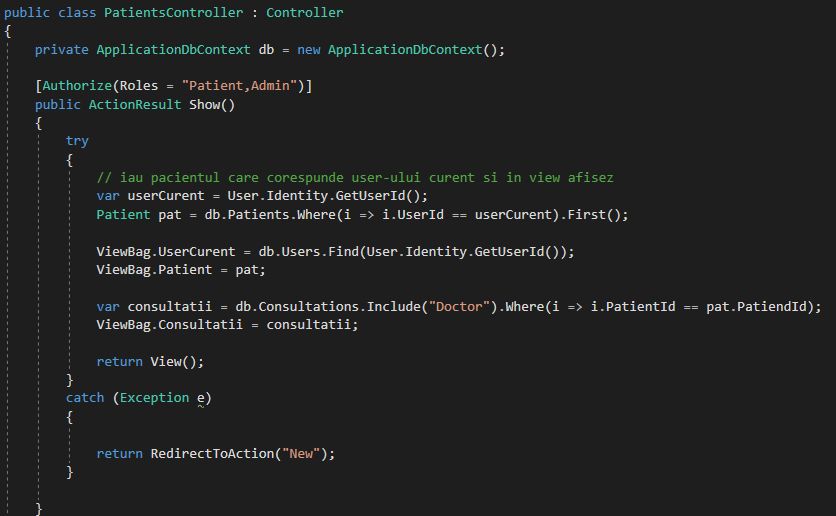 public class PatientsController : Controller
{
private ApplicationDbContext db = new ApplicationDbContext();
[Authorize(Roles = "Patient,Admin")]
public ActionResult Show()
{
try
{
// iau pacientul care corespunde user-ului curent si in view afisez
var userCurent = User.Identity.GetUserId();
Patient pat = db.Patients.Where(i => i.UserId == userCurent).First();
ViewBag.UserCurent = db.Users.Find(User.Identity.GetUserId());
ViewBag.Patient = pat;
var consultatii = db.Consultations.Include("Doctor").Where(i => i.PatientId == pat.PatiendId);
ViewBag.Consultatii = consultatii;
return View();
}
catch (Exception e)
{
return RedirectToAction("New");
}
}